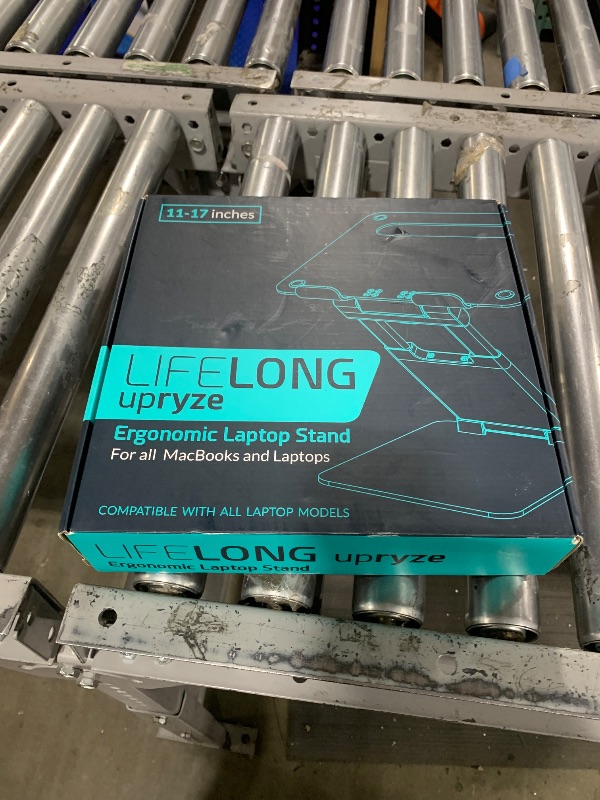 11-17 inches
LIFELONG
upryze
Ergonomic Laptop Stand
For all MacBooks and Laptops
COMPATIBLE WITH ALL LAPTOP MODELS
LIFELONG upryze
Ergonomic Laptop Stand